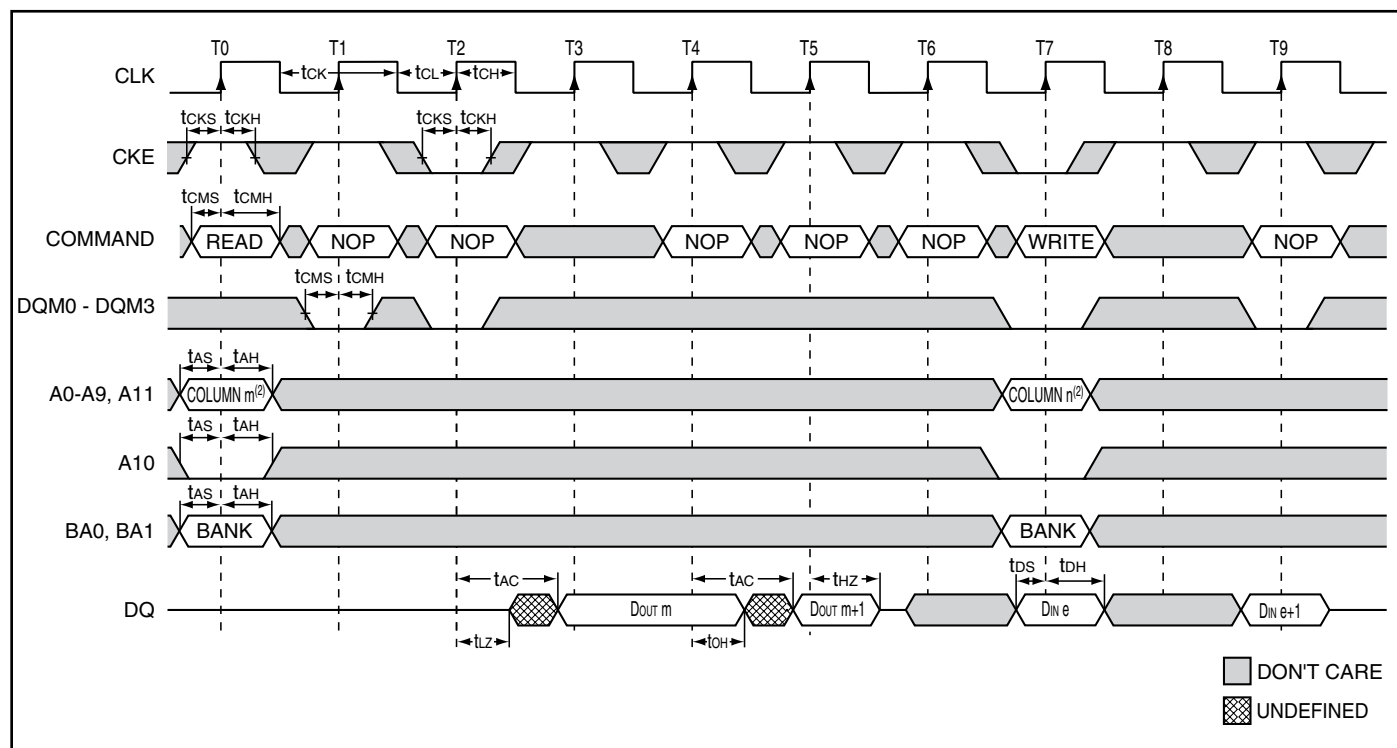 T0 T1 T2 T3 T4 T5 T6 T7 T8 T9
CLK tCK tCL tCH
tCKS tCKH tCKS tCKH
CKE
tCMS tCMH
COMMAND READ NOP NOP NOP NOP NOP WRITE NOP
tCMS tCMH
DQM0 - DQM3
tAS tAH
A0-A9, A11 COLUMN m(2) COLUMN n(2)
tAS tAH
A10
tAS tAH
BA0, BA1 BANK BANK
tAC tAC tHZ tDS tDH
DQ DOUT m DOUT m+1 DIN e DIN e+1
tLZ tOH
DON'T CARE
UNDEFINED